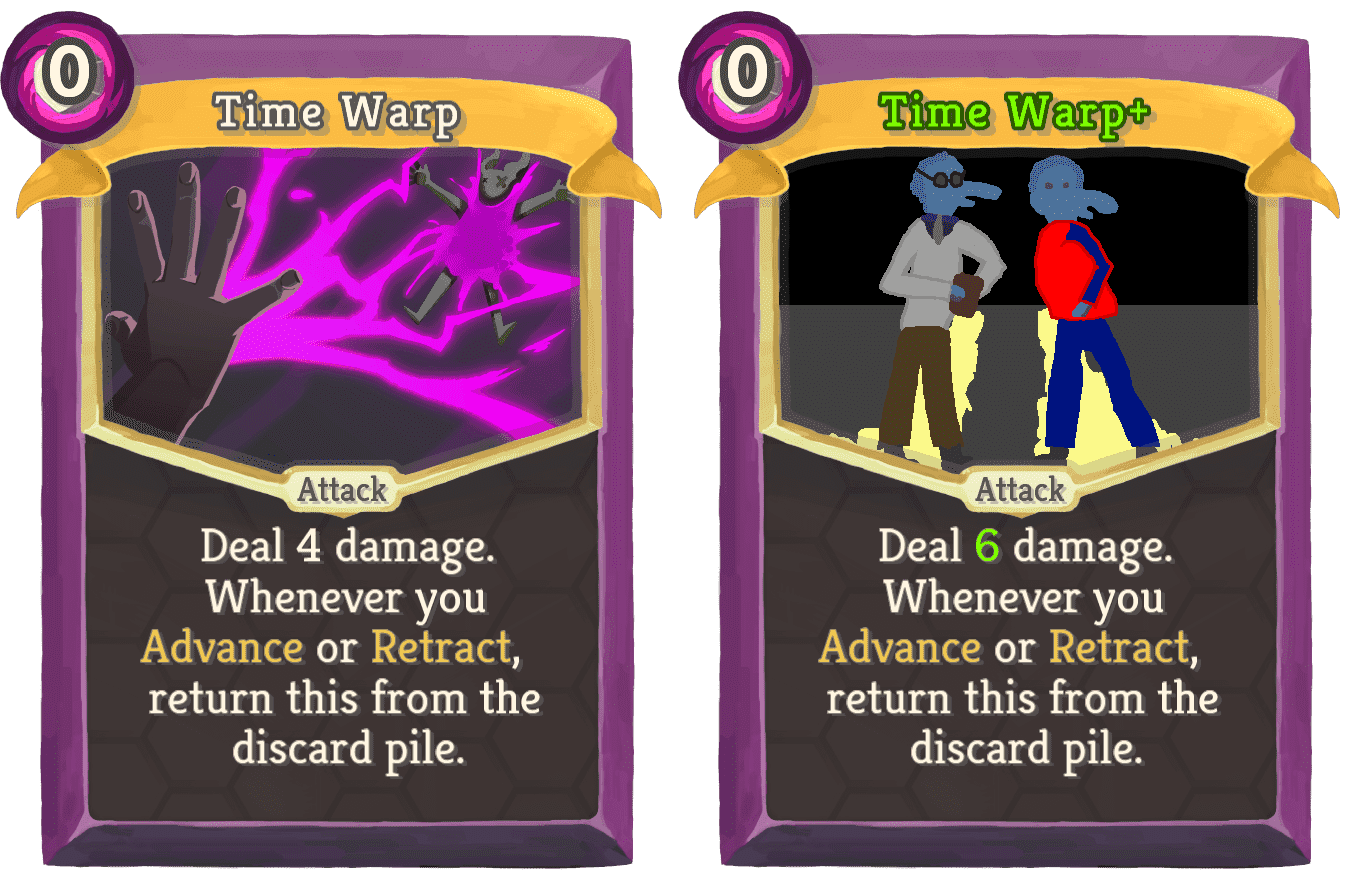 0
Time Warp
Attack
Deal 4 damage.
Whenever you
Advance or Retract,
return this from the
discard pile.
0
Time Warp+
Attack
Deal 6 damage.
Whenever you
Advance or Retract,
return this from the
discard pile.